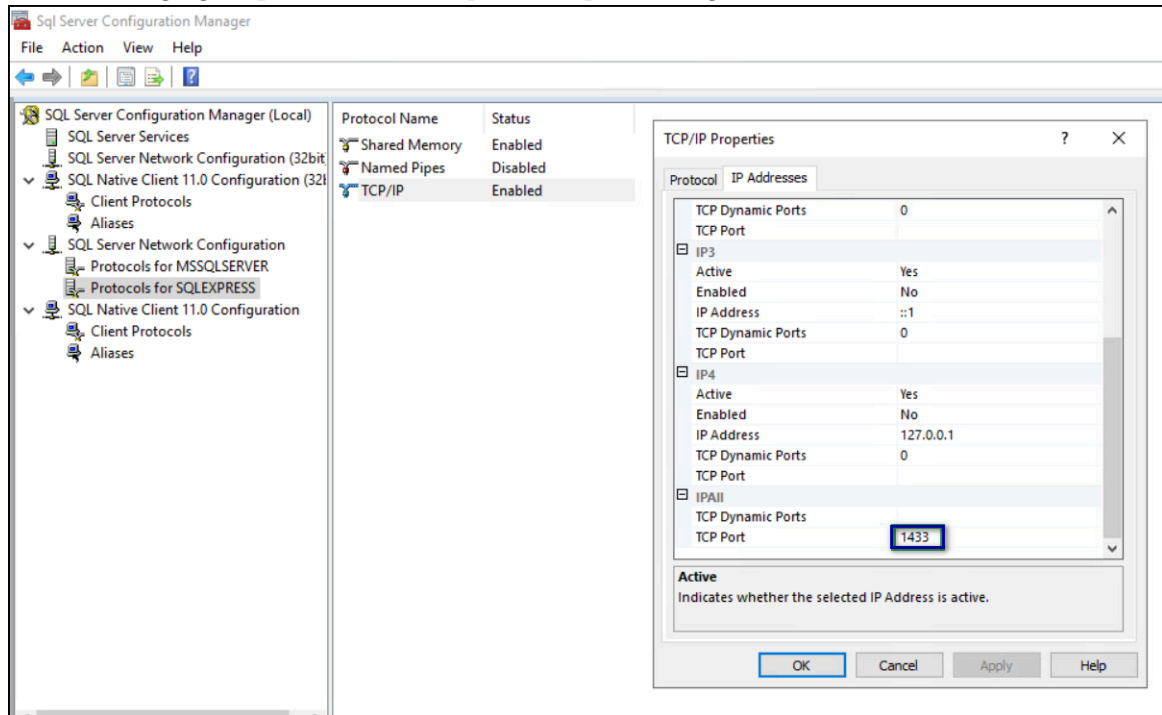 Sql Server Configuration Manager
File Action View Help
SQL Server Configuration Manager (Local)
SQL Server Services
SQL Server Network Configuration (32bit
SQL Native Client 11.0 Configuration (32b
Client Protocols
Aliases
SQL Server Network Configuration
Protocols for MSSQLSERVER
Protocols for SQLEXPRESS
SQL Native Client 11.0 Configuration
Client Protocols
Aliases
Protocol Name Status
Shared Memory Enabled
Named Pipes Disabled
TCP/IP Enabled
TCP/IP Properties ? X
Protocol IP Addresses
TCP Dynamic Ports 0
TCP Port
IP3
Active Yes
Enabled No
IP Address ::1
TCP Dynamic Ports 0
TCP Port
IP4
Active Yes
Enabled No
IP Address 127.0.0.1
TCP Dynamic Ports 0
TCP Port
IPAll
TCP Dynamic Ports
TCP Port 1433
Active
Indicates whether the selected IP Address is active.
OK Cancel Apply Help